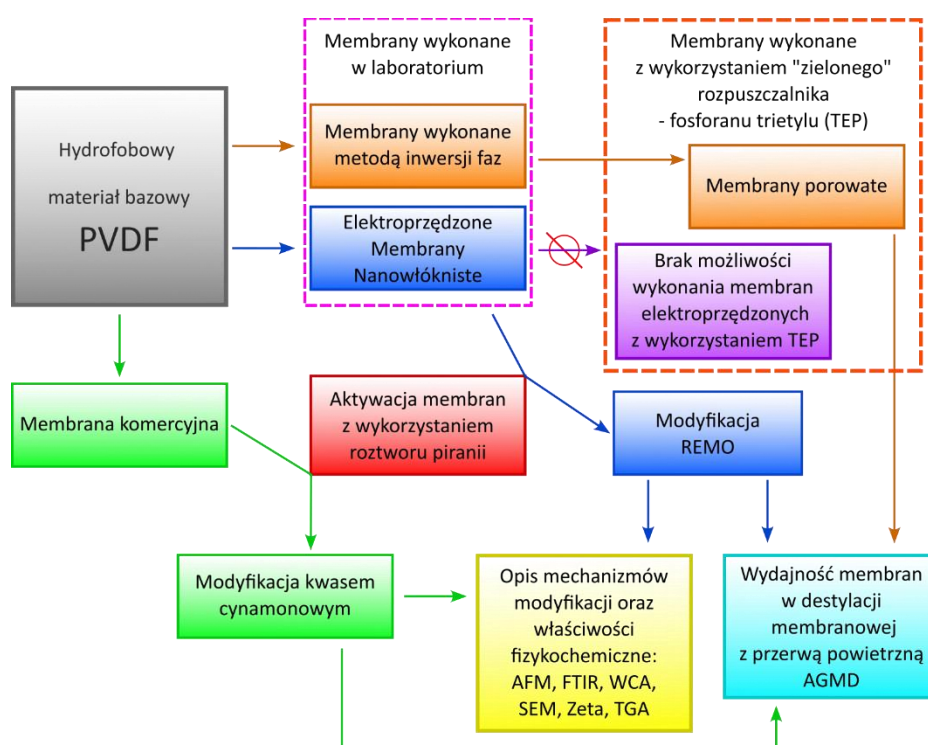 Membrany wykonane
w laboratorium
Membrany wykonane
z wykorzystaniem "zielonego"
rozpuszczalnika
- fosforanu trietylu (TEP)
Hydrofobowy
materiał bazowy
PVDF
Membrany wykonane
metodą inwersji faz
Membrany porowate
Elektroprzędzone
Membrany
Nanowłókniste
Brak możliwości
wykonania membran
elektroprzędzonych
z wykorzystaniem TEP
Membrana komercyjna
Aktywacja membran
z wykorzystaniem
roztworu piranii
Modyfikacja
REMO
Modyfikacja kwasem
cynamonowym
Opis mechanizmów
modyfikacji oraz
właściwości
fizykochemiczne:
AFM, FTIR, WCA,
SEM, Zeta, TGA
Wydajność membran
w destylacji
membranowej
z przerwą powietrzną
AGMD